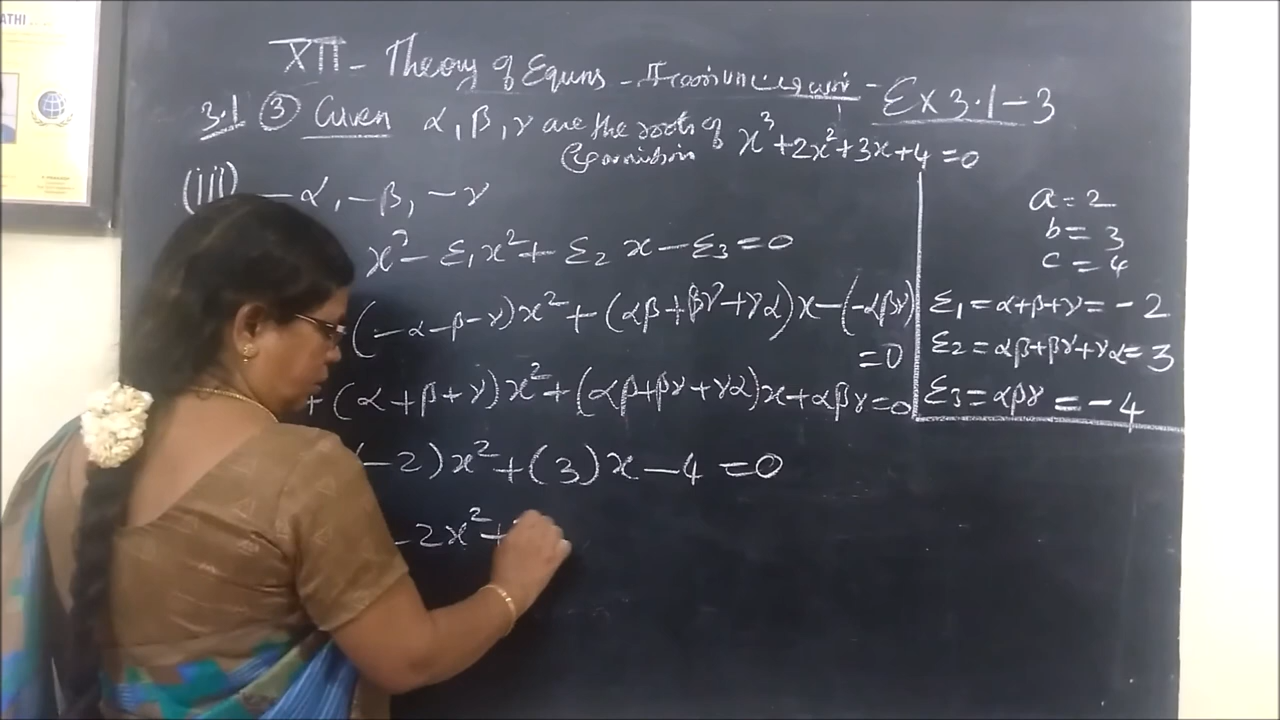 ATHI
XII - Theory of Equns - Ex 3.1-3
3.1 ③ Given α, β, γ are the roots of x³+2x²+3x+4=0
(iii) -α, -β, -γ
x³ - Σ₁x² + Σ₂ x - Σ₃ = 0
(-α-β-γ)x² + (αβ+βγ+γα)x - (-αβγ)
= 0
+ (α+β+γ)x² + (αβ+βγ+γα)x + αβγ = 0
(-2)x² + (3)x - 4 = 0
- 2x² +
a = 2
b = 3
c = 4
Σ₁ = α+β+γ = -2
Σ₂ = αβ+βγ+γα = 3
Σ₃ = αβγ = -4